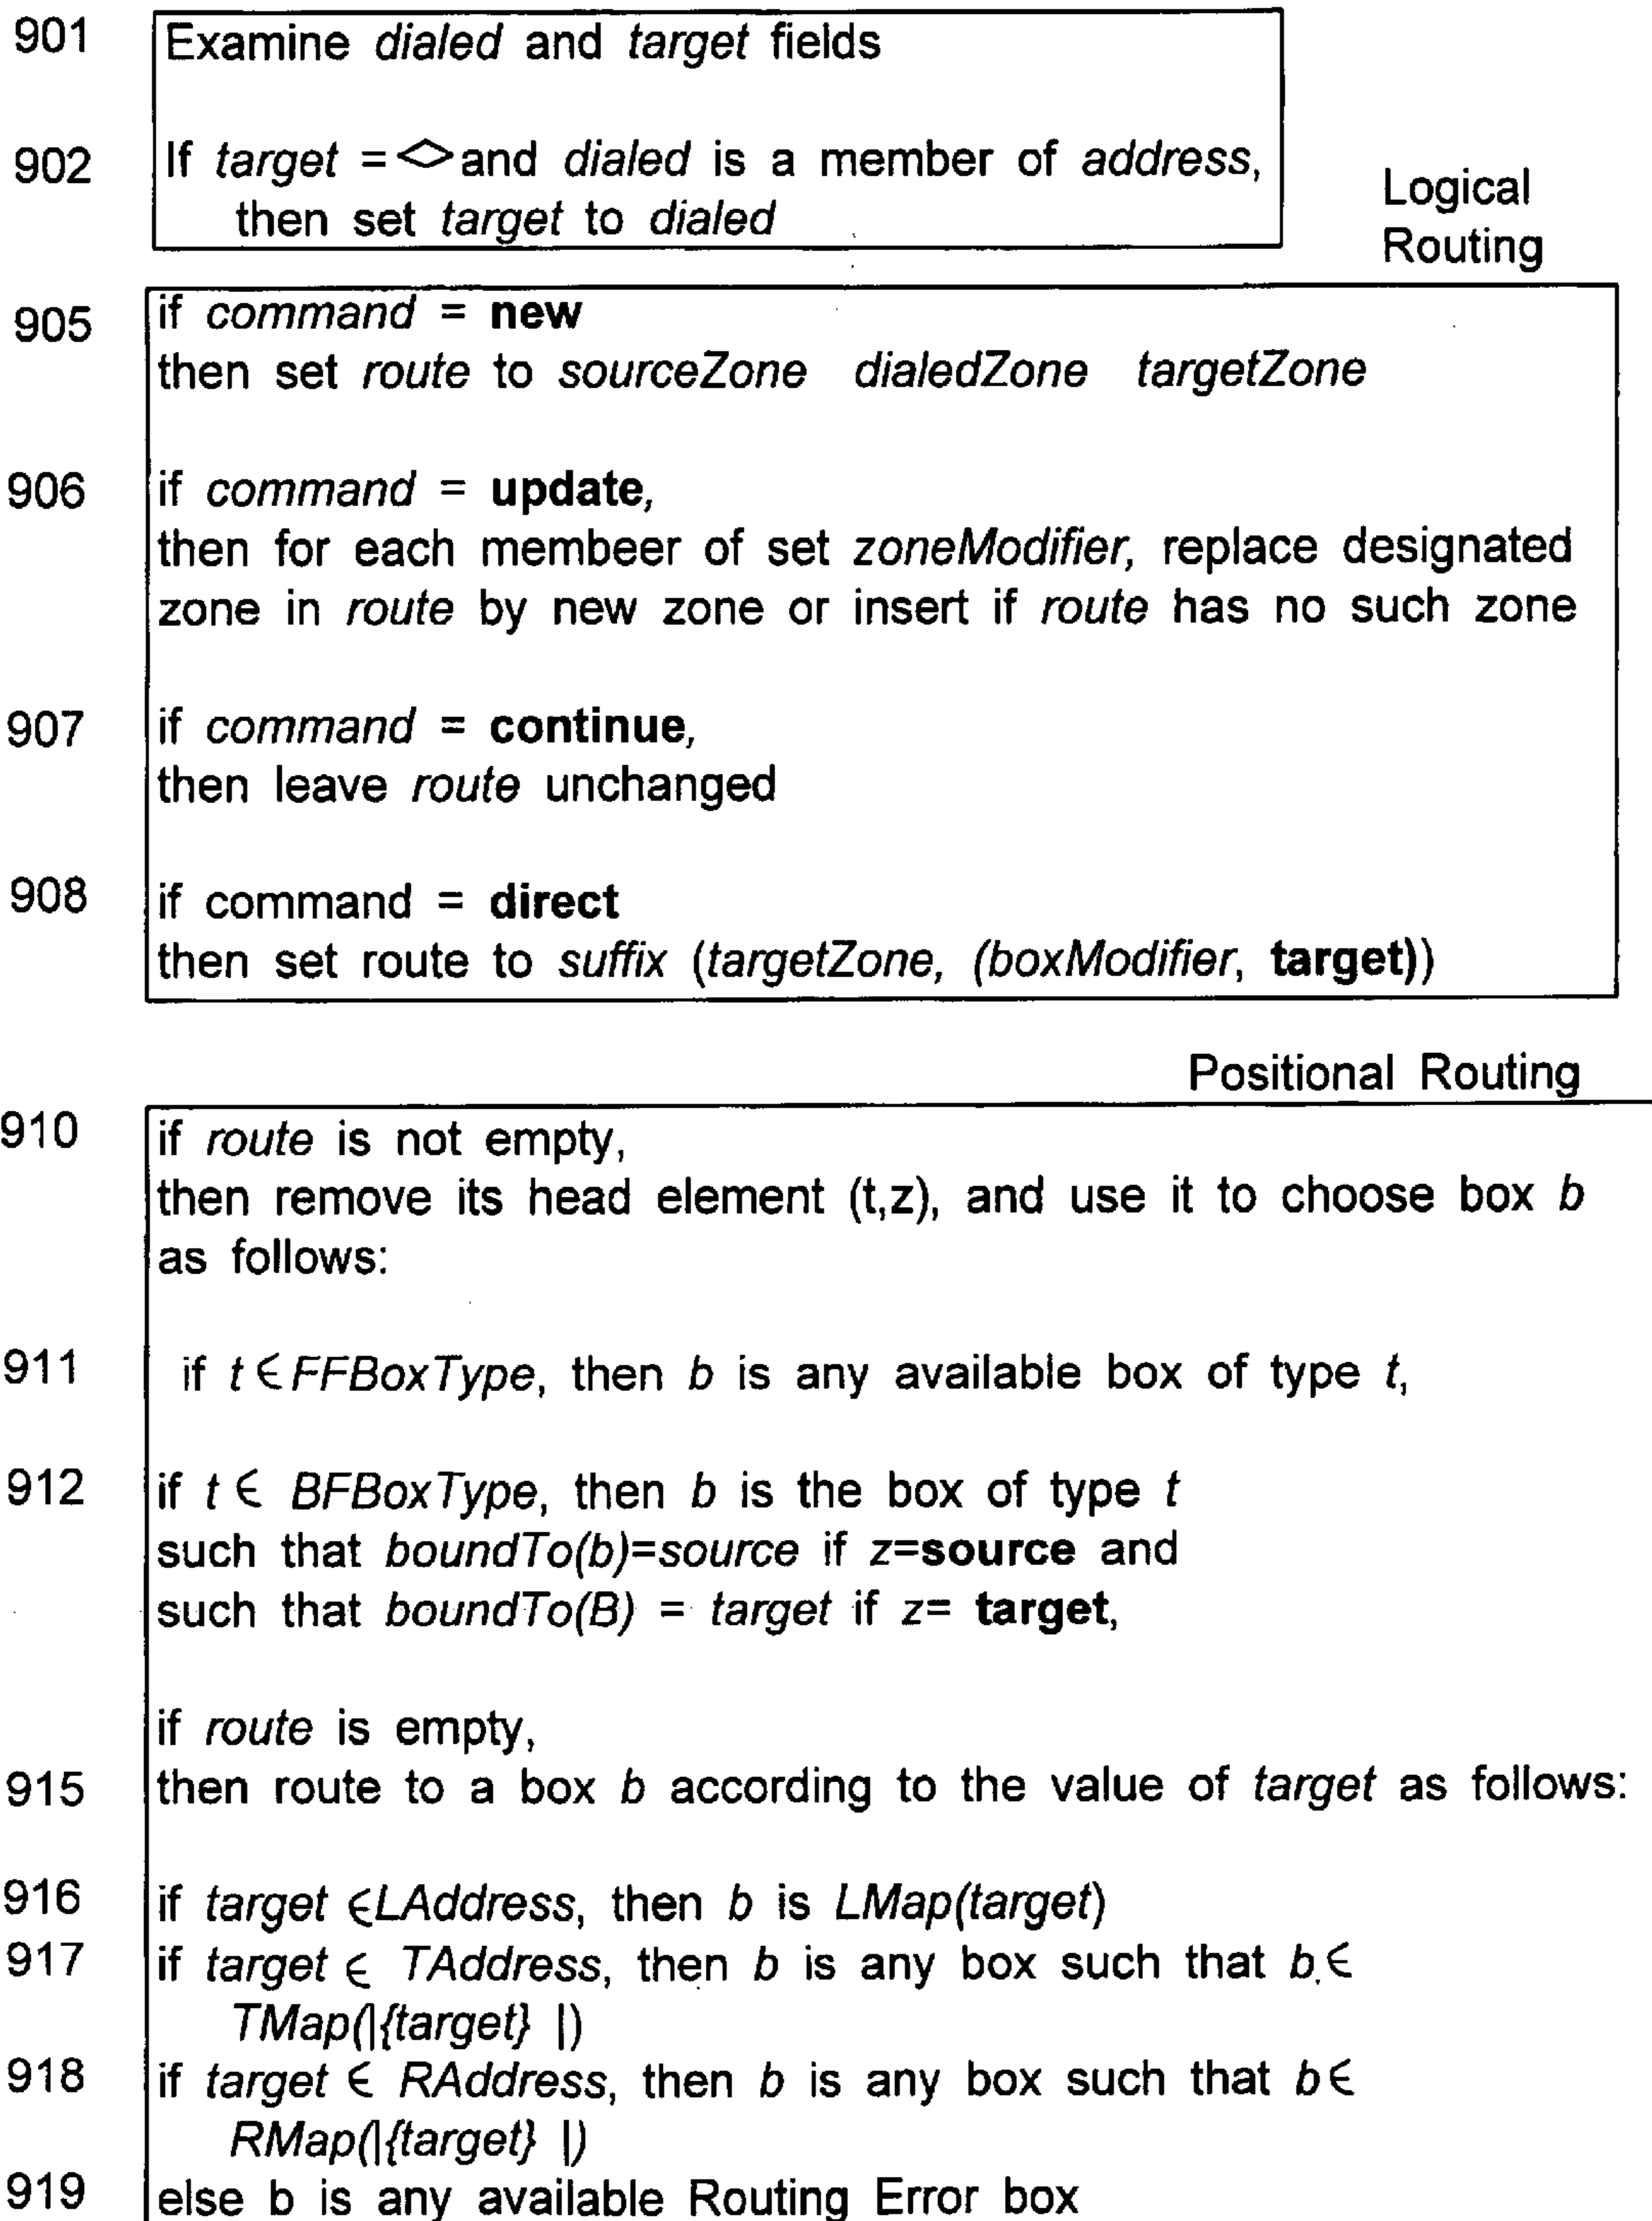 901 Examine dialed and target fields
902 If target = <> and dialed is a member of address,
then set target to dialed
Logical
Routing
905 if command = new
then set route to sourceZone dialedZone targetZone
906 if command = update,
then for each membeer of set zoneModifier, replace designated
zone in route by new zone or insert if route has no such zone
907 if command = continue,
then leave route unchanged
908 if command = direct
then set route to suffix (targetZone, (boxModifier, target))
Positional Routing
910 if route is not empty,
then remove its head element (t,z), and use it to choose box b
as follows:
911 if t ∈ FFBoxType, then b is any available box of type t,
912 if t ∈ BFBoxType, then b is the box of type t
such that boundTo(b)=source if z=source and
such that boundTo(B) = target if z= target,
if route is empty,
915 then route to a box b according to the value of target as follows:
916 if target ∈LAddress, then b is LMap(target)
917 if target ∈ TAddress, then b is any box such that b ∈
TMap(|{target} |)
918 if target ∈ RAddress, then b is any box such that b∈
RMap(|{target} |)
919 else b is any available Routing Error box